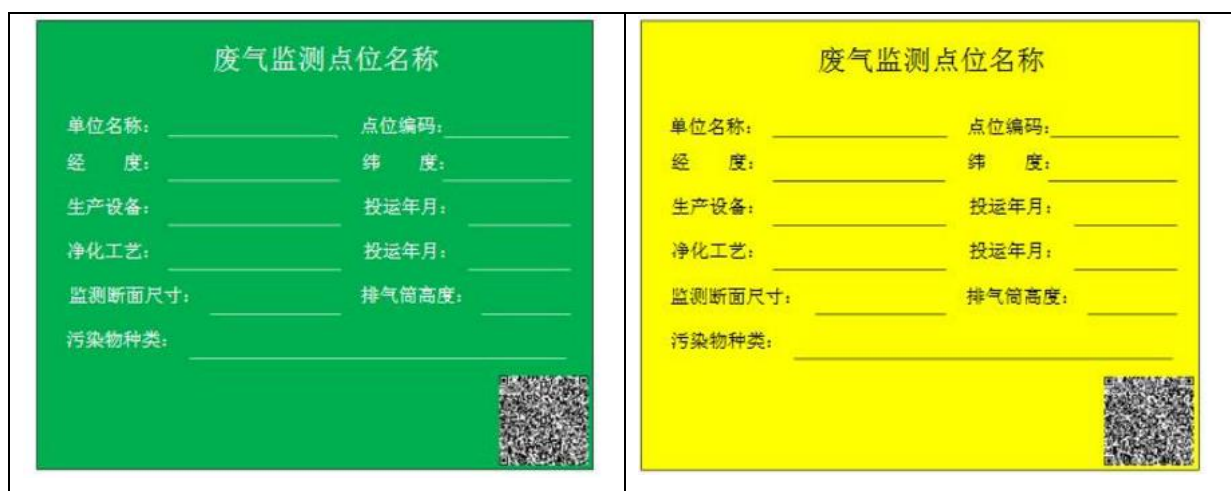 废气监测点位名称
单位名称： 点位编码：
经 度： 纬 度：
生产设备： 投运年月：
净化工艺： 投运年月：
监测断面尺寸： 排气筒高度：
污染物种类：
废气监测点位名称
单位名称： 点位编码：
经 度： 纬 度：
生产设备： 投运年月：
净化工艺： 投运年月：
监测断面尺寸： 排气筒高度：
污染物种类：